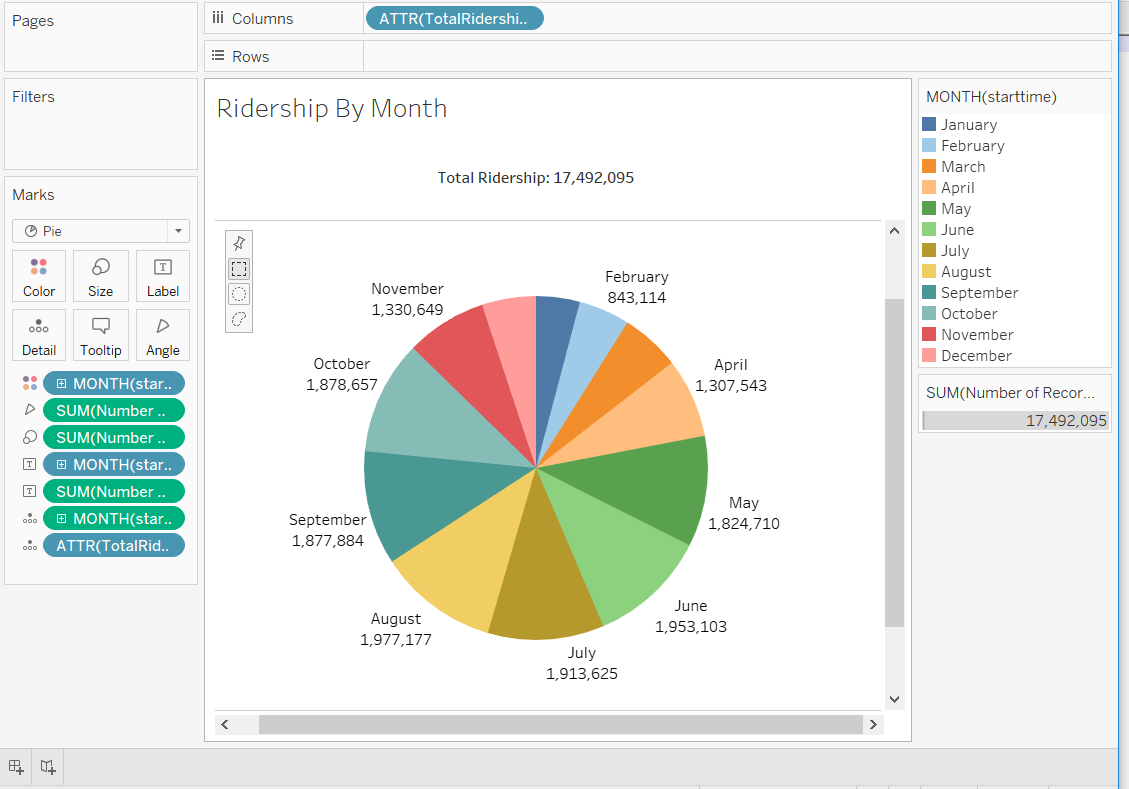 Pages
Columns
ATTR(TotalRidershi..
Rows
Filters
Marks
Pie
Color
Size
Label
Detail
Tooltip
Angle
MONTH(star..
SUM(Number ..
SUM(Number ..
MONTH(star..
SUM(Number ..
MONTH(star..
ATTR(TotalRid..
Ridership By Month
Total Ridership: 17,492,095
February
843,114
November
1,330,649
October
1,878,657
April
1,307,543
May
1,824,710
September
1,877,884
June
1,953,103
August
1,977,177
July
1,913,625
MONTH(starttime)
January
February
March
April
May
June
July
August
September
October
November
December
SUM(Number of Recor...
17,492,095